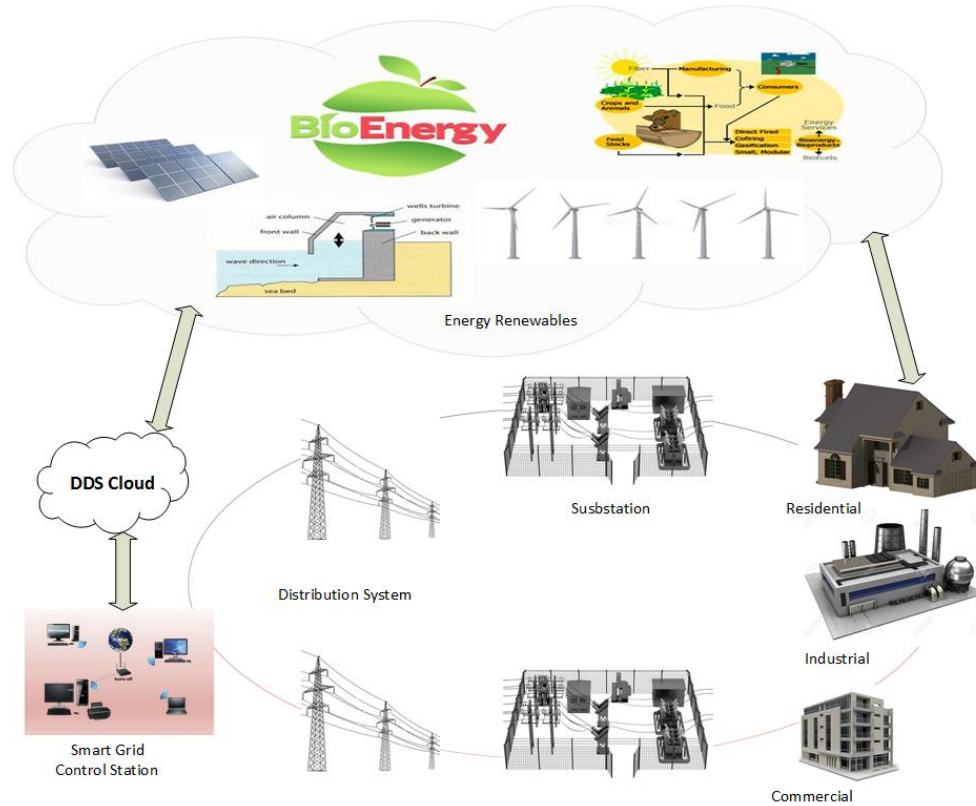 BioEnergy
Fiber
Manufacturing
Consumers
Crops and
Animals
Food
Feed
Stocks
Direct Fired
Cofiring
Gasification
Small, Modular
Energy
Services
Bioenergy
Bioproducts
Biofuels
wells turbine
air column
generator
front wall
back wall
wave direction
sea bed
Energy Renewables
DDS Cloud
Susbstation
Residential
Distribution System
Industrial
Smart Grid
Control Station
Commercial